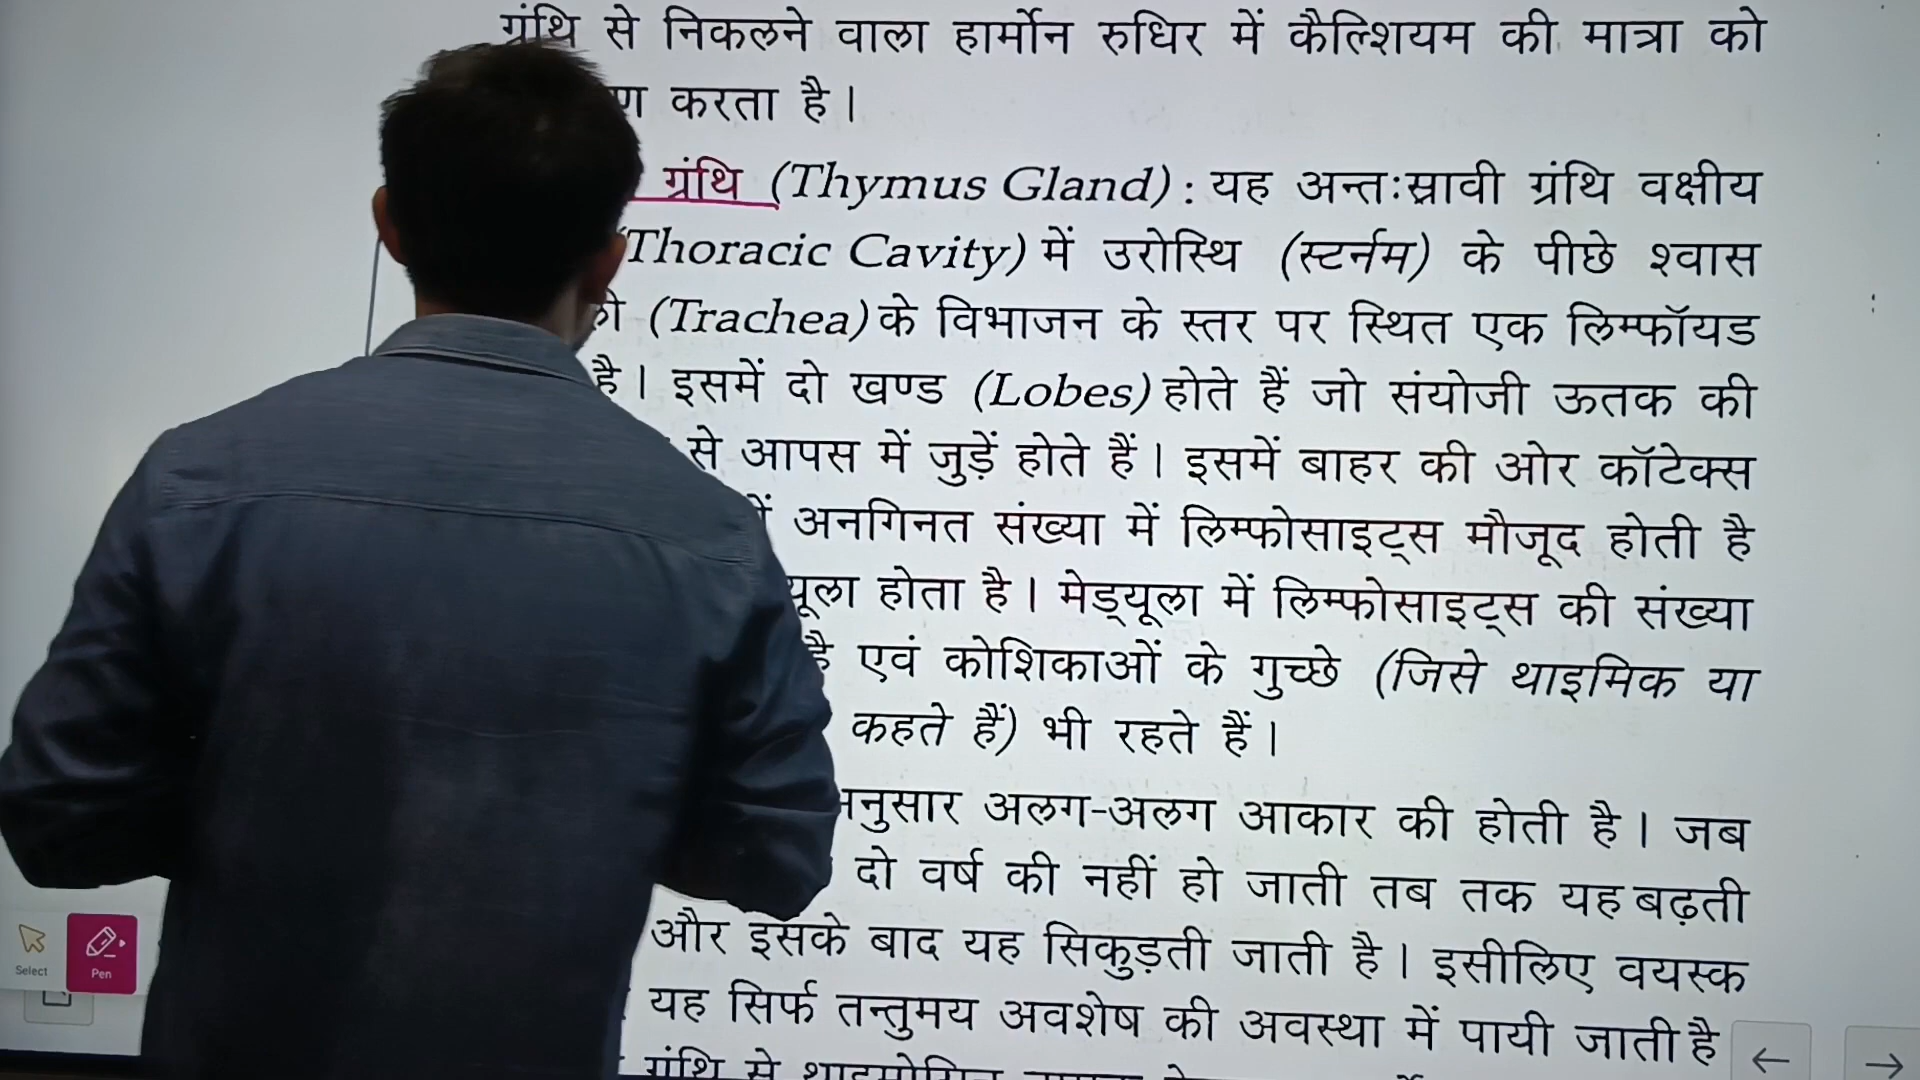 ग्रंथि से निकलने वाला हार्मोन रुधिर में कैल्शियम की मात्रा को
करता है।
ग्रंथि (Thymus Gland) : यह अन्तःस्रावी ग्रंथि वक्षीय
(Thoracic Cavity) में उरोस्थि (स्टर्नम) के पीछे श्वास
(Trachea) के विभाजन के स्तर पर स्थित एक लिम्फॉयड
है। इसमें दो खण्ड (Lobes) होते हैं जो संयोजी ऊतक की
से आपस में जुड़ें होते हैं। इसमें बाहर की ओर कॉटेक्स
अनगिनत संख्या में लिम्फोसाइट्स मौजूद होती है
होता है। मेड्यूला में लिम्फोसाइट्स की संख्या
है एवं कोशिकाओं के गुच्छे (जिसे थाइमिक या
कहते हैं) भी रहते हैं।
अनुसार अलग-अलग आकार की होती है। जब
दो वर्ष की नहीं हो जाती तब तक यह बढ़ती
और इसके बाद यह सिकुड़ती जाती है। इसीलिए वयस्क
यह सिर्फ तन्तुमय अवशेष की अवस्था में पायी जाती है
ग्रंथि से
Select
Pen